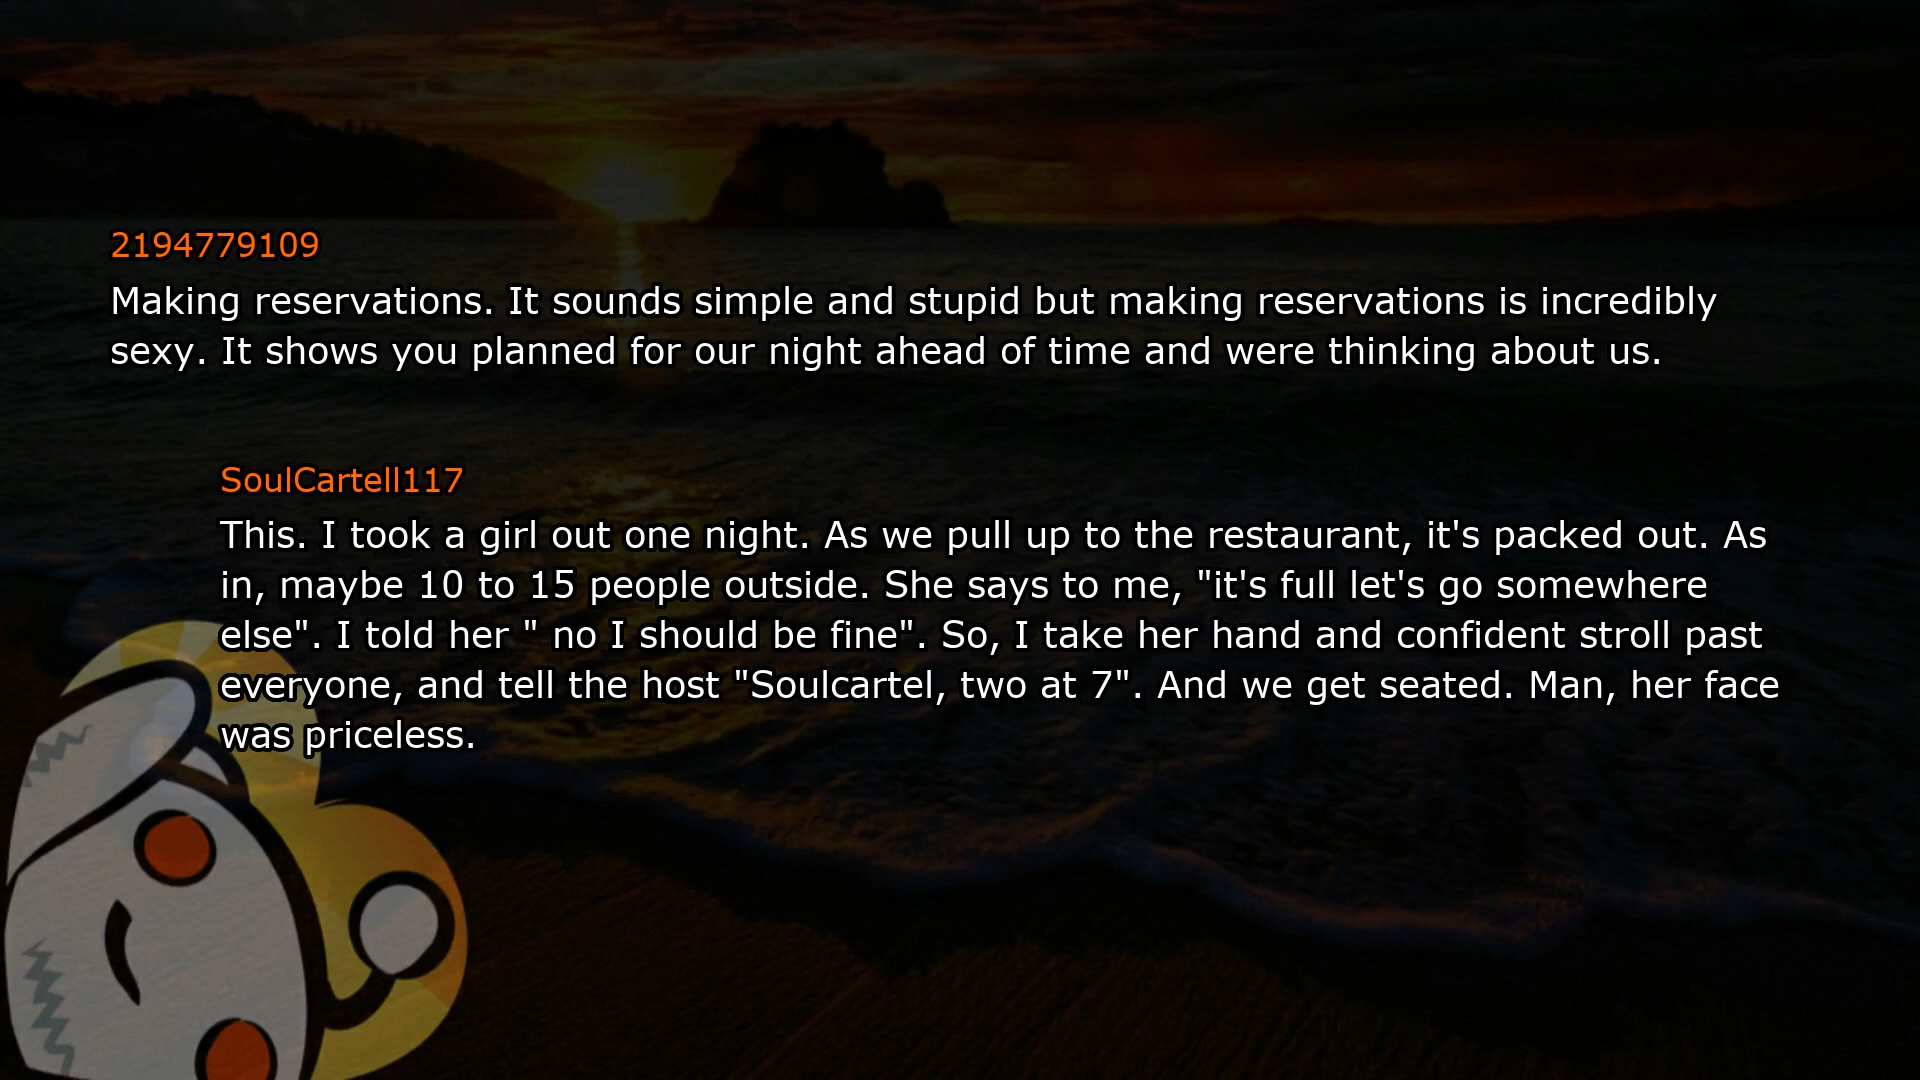 2194779109
Making reservations. It sounds simple and stupid but making reservations is incredibly
sexy. It shows you planned for our night ahead of time and were thinking about us.
SoulCartell117
This. I took a girl out one night. As we pull up to the restaurant, it's packed out. As
in, maybe 10 to 15 people outside. She says to me, "it's full let's go somewhere
else". I told her " no I should be fine". So, I take her hand and confident stroll past
everyone, and tell the host "Soulcartel, two at 7". And we get seated. Man, her face
was priceless.